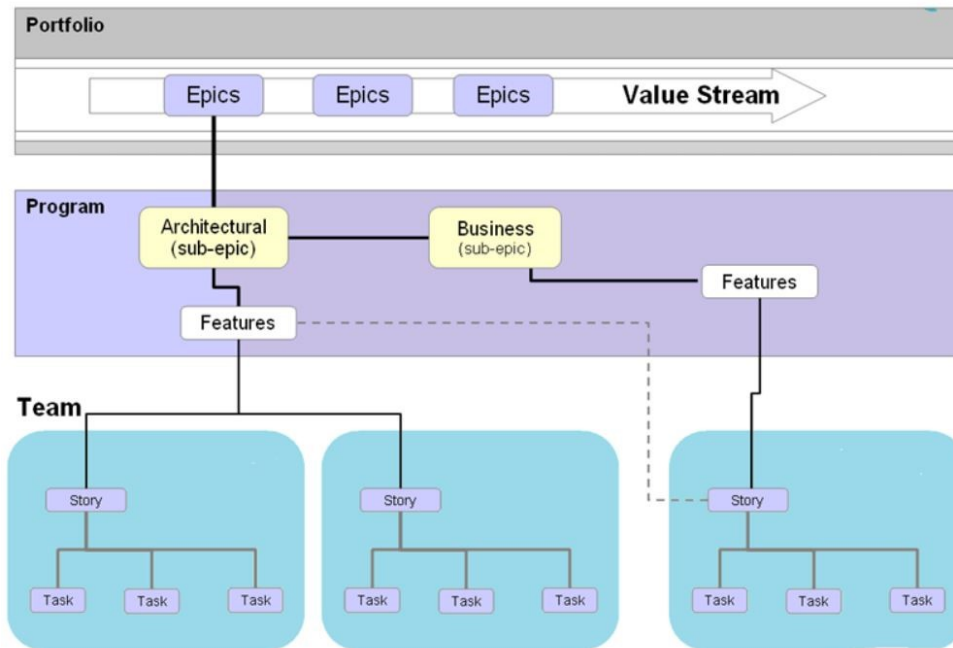 Portfolio
Epics Epics Epics Value Stream
Program
Architectural
(sub-epic)
Business
(sub-epic)
Features
Features
Team
Story Story Story
Task Task Task Task Task Task Task Task Task